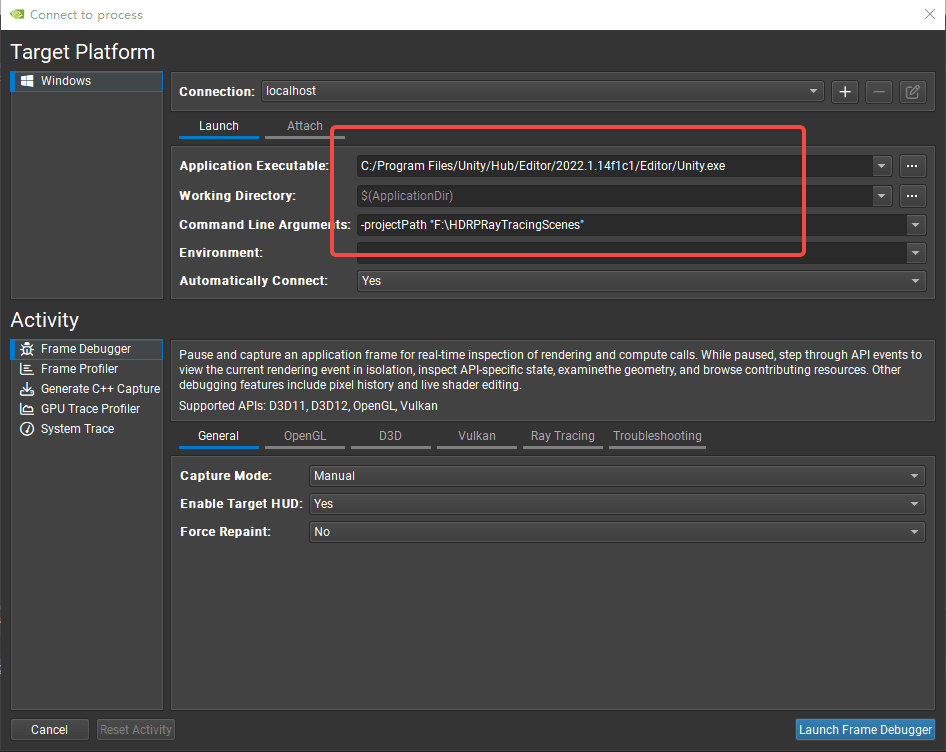 Connect to process
Target Platform
Windows
Connection: localhost
Launch Attach
Application Executable: C:/Program Files/Unity/Hub/Editor/2022.1.14f1c1/Editor/Unity.exe
Working Directory: $(ApplicationDir)
Command Line Arguments: -projectPath "F:\HDRPRayTracingScenes"
Environment:
Automatically Connect: Yes
Activity
Frame Debugger
Frame Profiler
Generate C++ Capture
GPU Trace Profiler
System Trace
Pause and capture an application frame for real-time inspection of rendering and compute calls. While paused, step through API events to
view the current rendering event in isolation, inspect API-specific state, examinethe geometry, and browse contributing resources. Other
debugging features include pixel history and live shader editing.
Supported APIs: D3D11, D3D12, OpenGL, Vulkan
General OpenGL D3D Vulkan Ray Tracing Troubleshooting
Capture Mode: Manual
Enable Target HUD: Yes
Force Repaint: No
Cancel Reset Activity Launch Frame Debugger